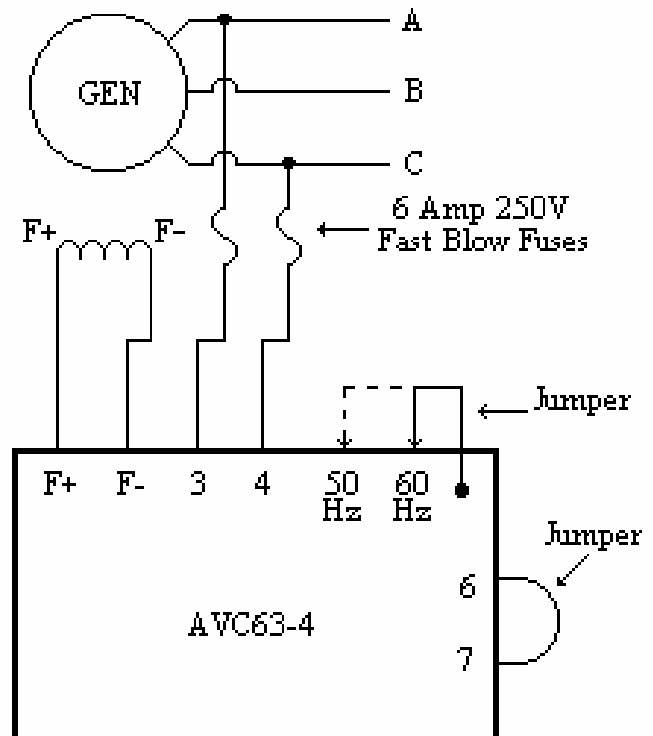 A
GEN
B
C
6 Amp 250V
Fast Blow Fuses
F+
F-
Jumper
F+ F- 3 4 50 Hz 60 Hz
Jumper
6
AVC63-4
7